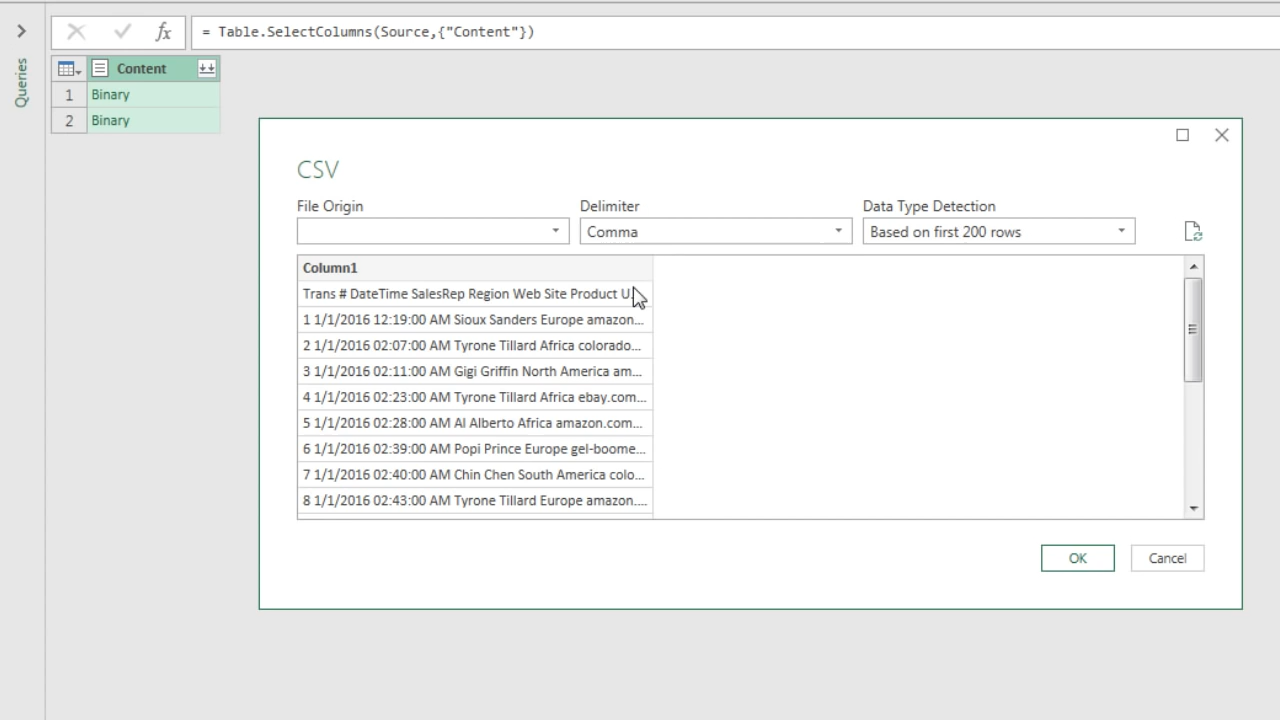 = Table.SelectColumns(Source,{"Content"})
Queries
Content
1 Binary
2 Binary
CSV
File Origin Delimiter Data Type Detection
Comma Based on first 200 rows
Column1
Trans # DateTime SalesRep Region Web Site Product U
1 1/1/2016 12:19:00 AM Sioux Sanders Europe amazon...
2 1/1/2016 02:07:00 AM Tyrone Tillard Africa colorado...
3 1/1/2016 02:11:00 AM Gigi Griffin North America am...
4 1/1/2016 02:23:00 AM Tyrone Tillard Africa ebay.com...
5 1/1/2016 02:28:00 AM Al Alberto Africa amazon.com...
6 1/1/2016 02:39:00 AM Popi Prince Europe gel-boome...
7 1/1/2016 02:40:00 AM Chin Chen South America colo...
8 1/1/2016 02:43:00 AM Tyrone Tillard Europe amazon....
OK Cancel